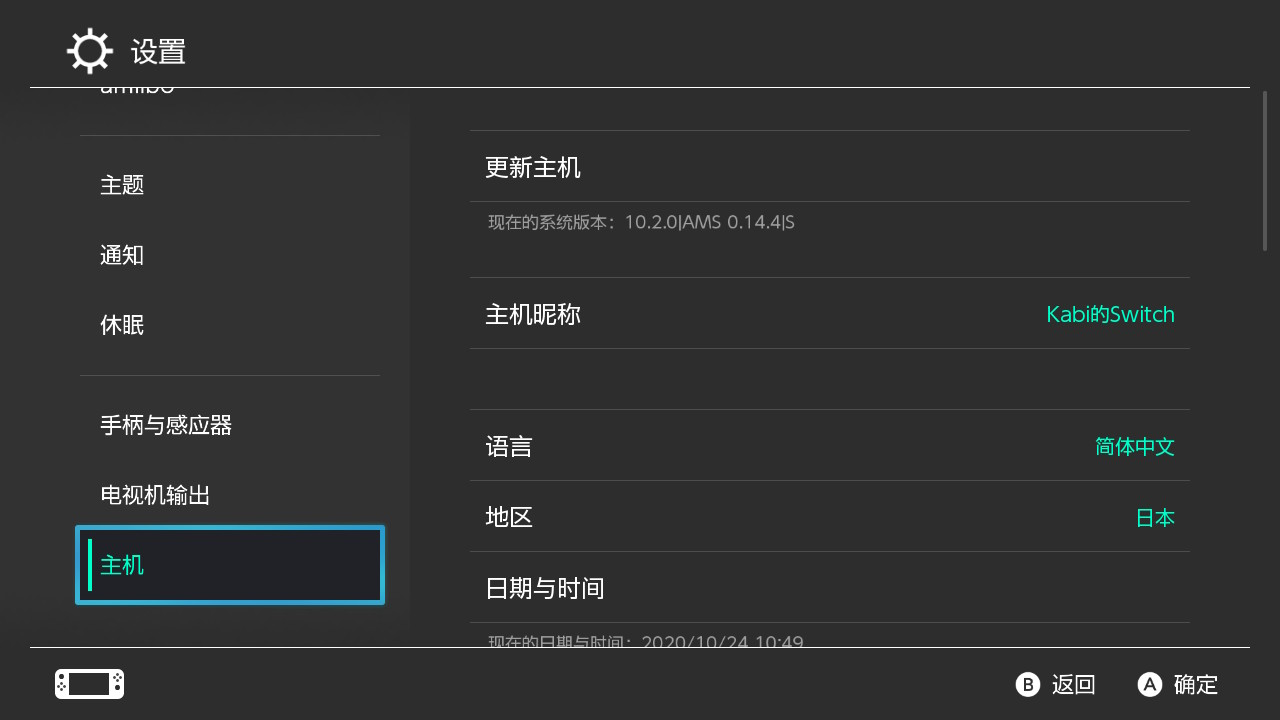 设置
amiibo
主题
通知
休眠
手柄与感应器
电视机输出
主机
更新主机
现在的系统版本：10.2.0|AMS 0.14.4|S
主机昵称 Kabi的Switch
语言 简体中文
地区 日本
日期与时间
现在的日期与时间：2020/10/24 10:49
B 返回 A 确定